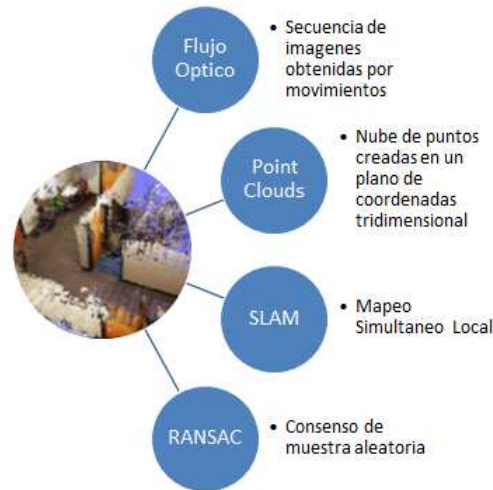 Flujo
Optico
• Secuencia de
imagenes
obtenidas por
movimientos
Point
Clouds
• Nube de puntos
creadas en un
plano de
coordenadas
tridimensional
SLAM
• Mapeo
Simultaneo Local
RANSAC
• Consenso de
muestra aleatoria